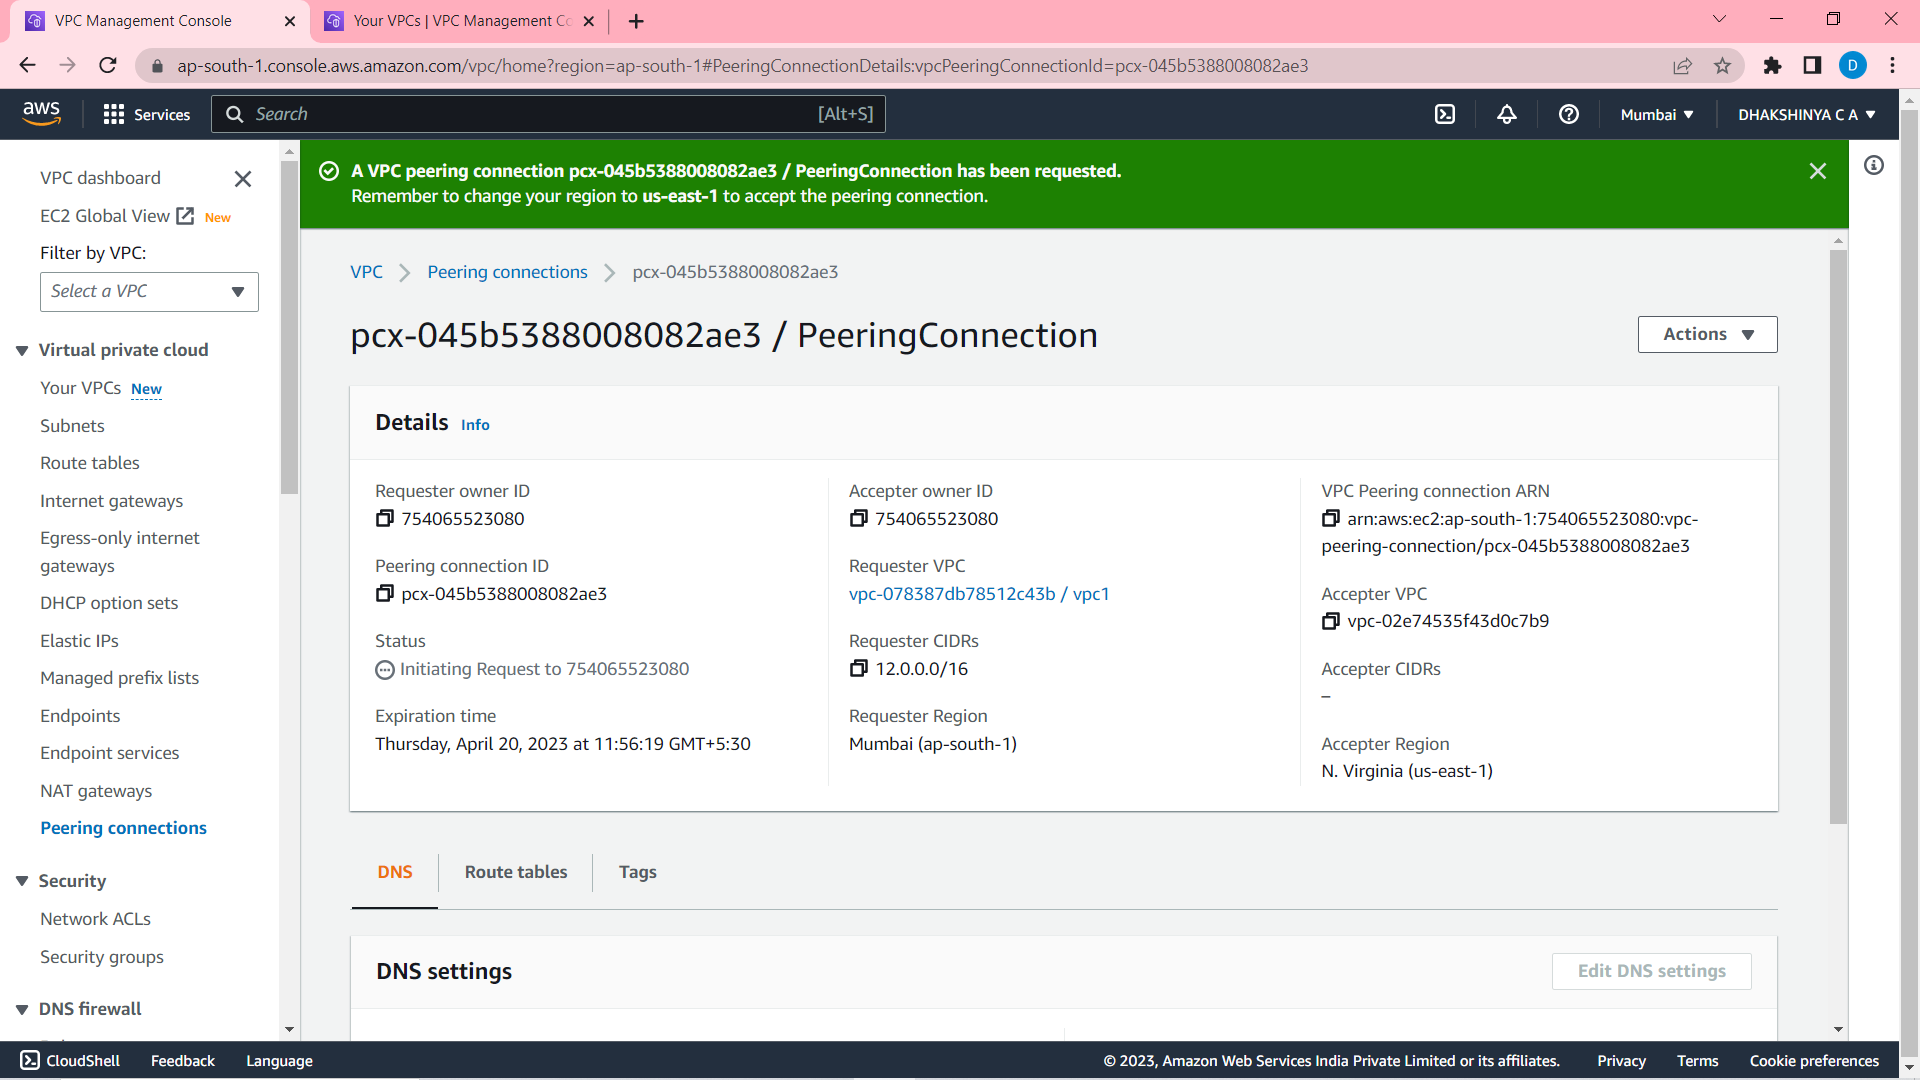 VPC Management Console
Your VPCs | VPC Management Co
ap-south-1.console.aws.amazon.com/vpc/home?region=ap-south-1#PeeringConnectionDetails:vpcPeeringConnectionId=pcx-045b5388008082ae3
D
aws
Services
Search
[Alt+S]
Mumbai
DHAKSHINYA C A
VPC dashboard
EC2 Global View New
Filter by VPC:
Select a VPC
Virtual private cloud
Your VPCs New
Subnets
Route tables
Internet gateways
Egress-only internet
gateways
DHCP option sets
Elastic IPs
Managed prefix lists
Endpoints
Endpoint services
NAT gateways
Peering connections
Security
Network ACLs
Security groups
DNS firewall
A VPC peering connection pcx-045b5388008082ae3 / PeeringConnection has been requested.
Remember to change your region to us-east-1 to accept the peering connection.
VPC
Peering connections
pcx-045b5388008082ae3
pcx-045b5388008082ae3 / PeeringConnection
Actions
Details Info
Requester owner ID
754065523080
Peering connection ID
pcx-045b5388008082ae3
Status
Initiating Request to 754065523080
Expiration time
Thursday, April 20, 2023 at 11:56:19 GMT+5:30
Accepter owner ID
754065523080
Requester VPC
vpc-078387db78512c43b / vpc1
Requester CIDRs
12.0.0.0/16
Requester Region
Mumbai (ap-south-1)
VPC Peering connection ARN
arn:aws:ec2:ap-south-1:754065523080:vpc-
peering-connection/pcx-045b5388008082ae3
Accepter VPC
vpc-02e74535f43d0c7b9
Accepter CIDRs
–
Accepter Region
N. Virginia (us-east-1)
DNS
Route tables
Tags
DNS settings
Edit DNS settings
CloudShell
Feedback
Language
© 2023, Amazon Web Services India Private Limited or its affiliates.
Privacy
Terms
Cookie preferences